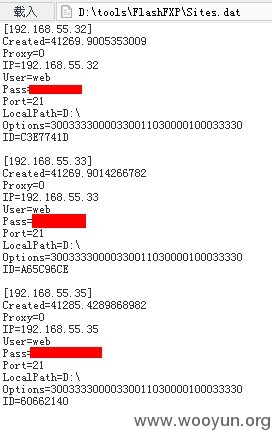 載入 D:\tools\FlashFXP\Sites.dat
[192.168.55.32]
Created=41269.9005353009
Proxy=0
IP=192.168.55.32
User=web
Pass=
Port=21
LocalPath=D:\
Options=30033330000330011030000100033330
ID=C3E7741D
[192.168.55.33]
Created=41269.9014266782
Proxy=0
IP=192.168.55.33
User=web
Pass=
Port=21
LocalPath=D:\
Options=30033330000330011030000100033330
ID=A65C96CE
[192.168.55.35]
Created=41285.4289868982
Proxy=0
IP=192.168.55.35
User=web
Pass=
Port=21
LocalPath=D:\
Options=30033330000330011030000100033330
ID=60662140
www.wooyun.org